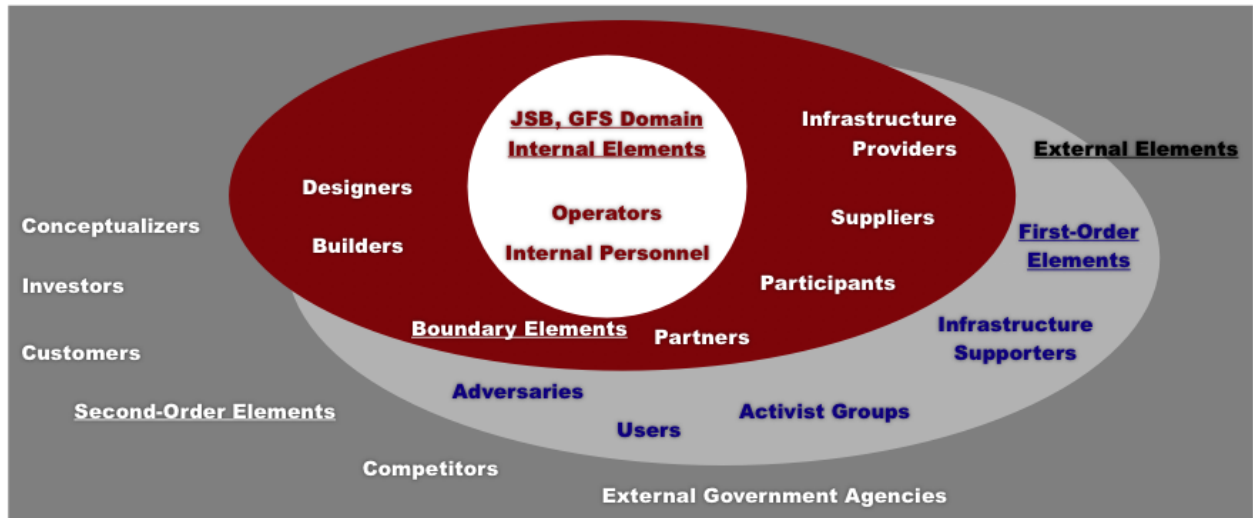 JSB, GFS Domain
Internal Elements
Operators
Internal Personnel
Designers
Builders
Infrastructure
Providers
Suppliers
Participants
Boundary Elements
Partners
External Elements
First-Order
Elements
Infrastructure
Supporters
Adversaries
Users
Activist Groups
Conceptualizers
Investors
Customers
Second-Order Elements
Competitors
External Government Agencies